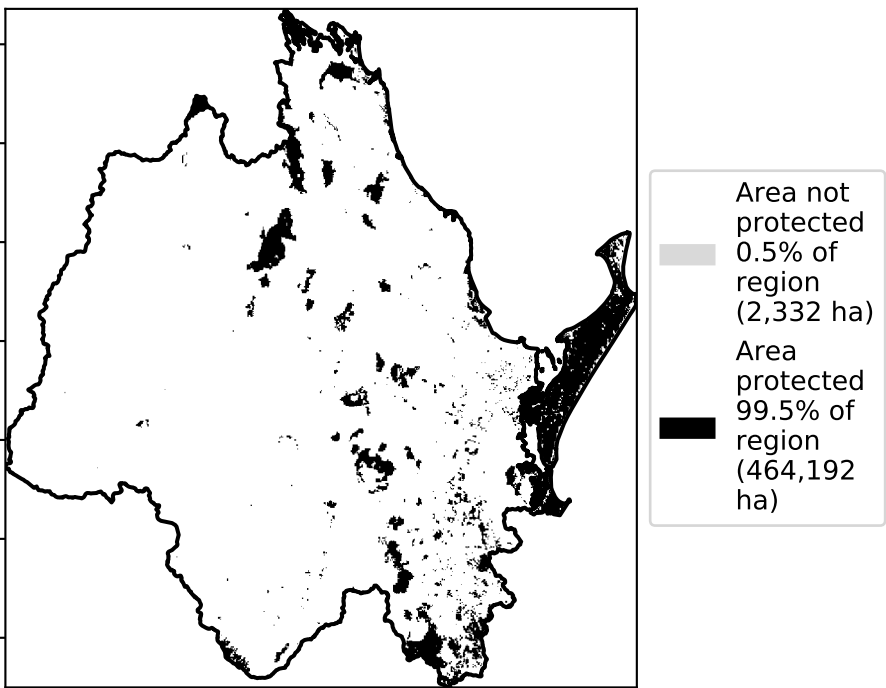 Area not
protected
0.5% of
region
(2,332 ha)
Area
protected
99.5% of
region
(464,192
ha)